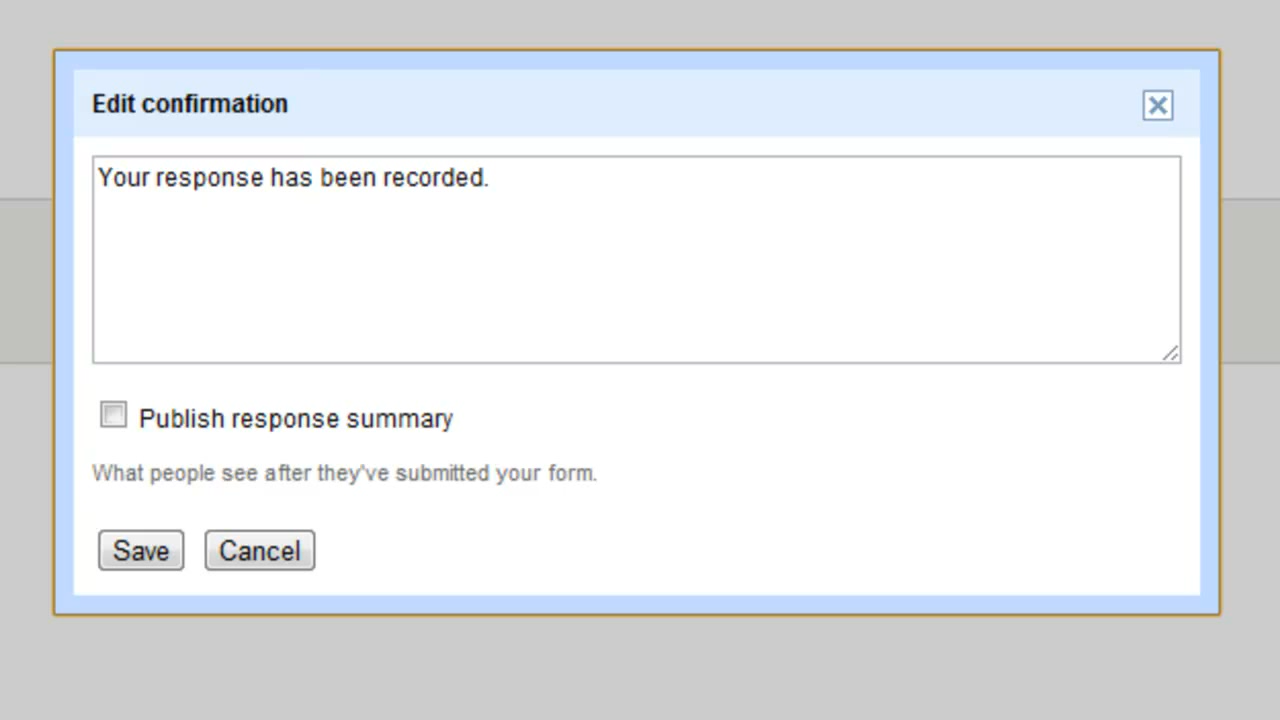 Edit confirmation
Your response has been recorded.
Publish response summary
What people see after they've submitted your form.
Save Cancel